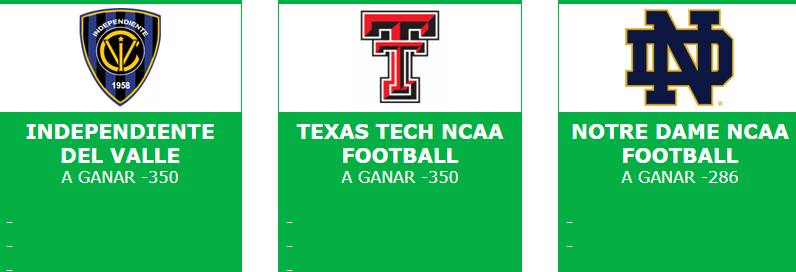 INDEPENDIENTE
1958
INDEPENDIENTE
DEL VALLE
A GANAR -350
-
-
-
TEXAS TECH NCAA
FOOTBALL
A GANAR -350
-
-
-
NOTRE DAME NCAA
FOOTBALL
A GANAR -286
-
-